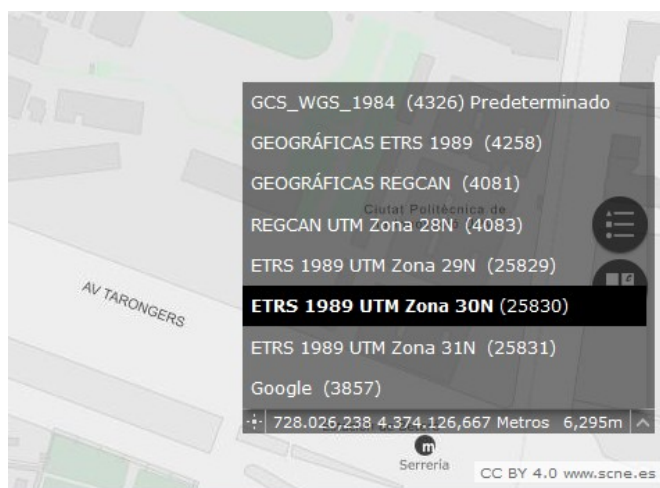 GCS_WGS_1984 (4326) Predeterminado
GEOGRÁFICAS ETRS 1989 (4258)
GEOGRÁFICAS REGCAN (4081)
Ciutat Politècnica de
REGCAN UTM Zona 28N (4083)
ETRS 1989 UTM Zona 29N (25829)
AV TARONGERS
ETRS 1989 UTM Zona 30N (25830)
ETRS 1989 UTM Zona 31N (25831)
Google (3857)
728.026,238 4.374.126,667 Metros 6,295m
m
Serreria
CC BY 4.0 www.scne.es